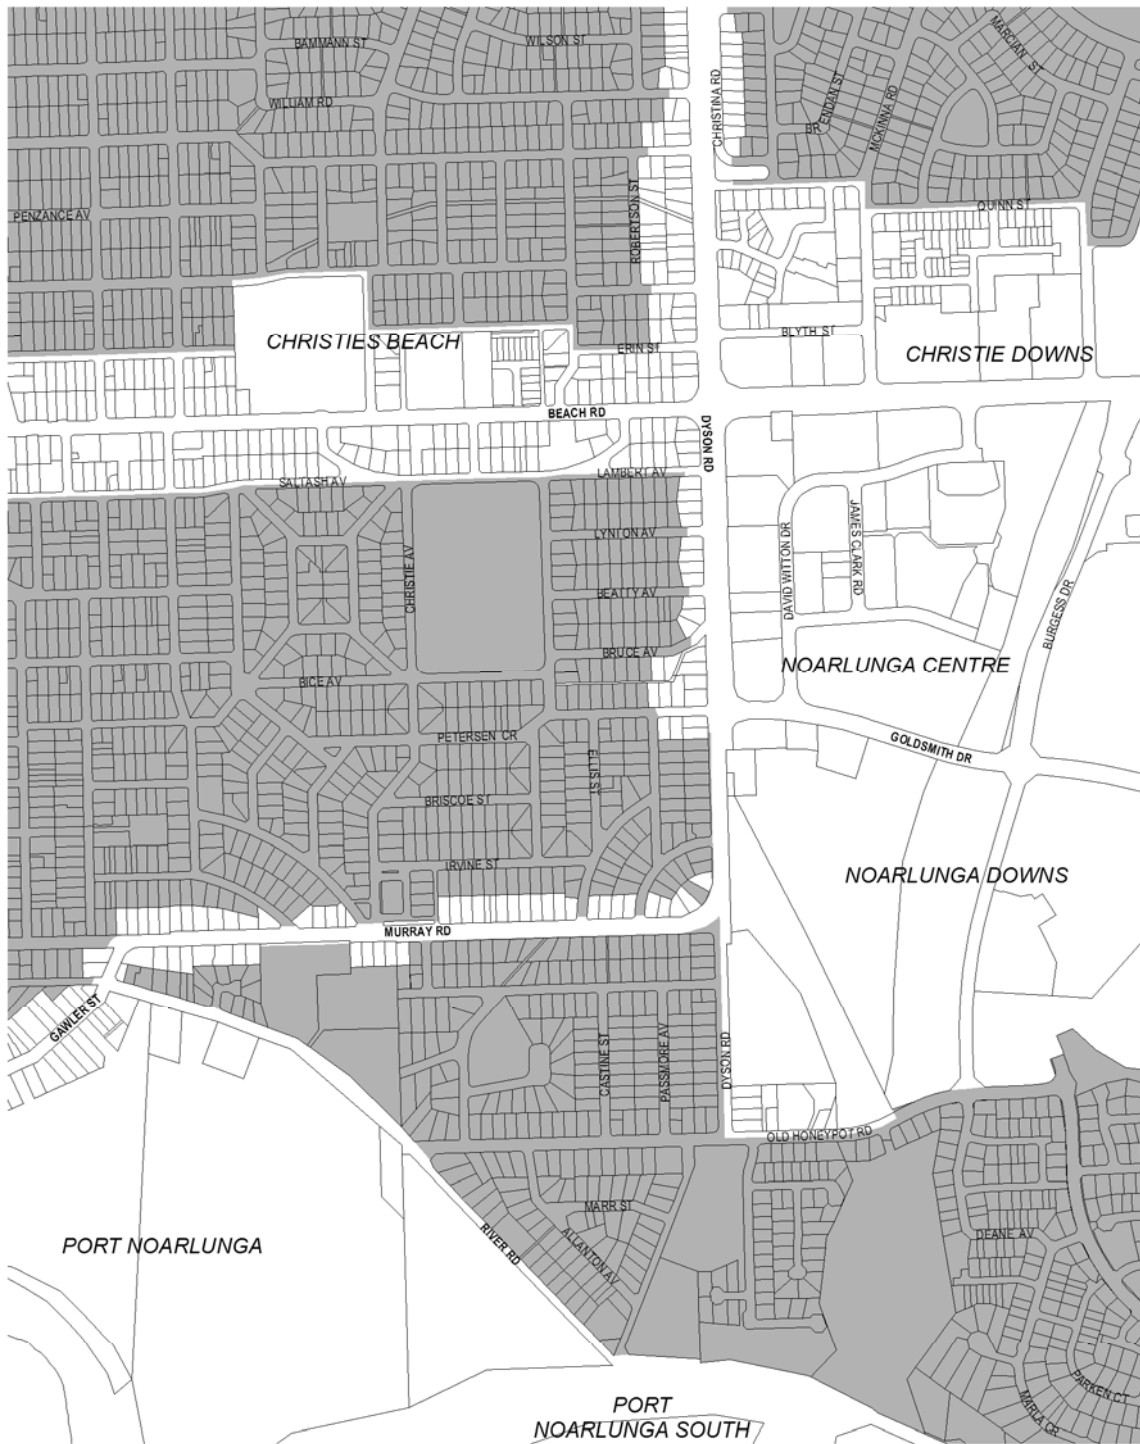 BAMMANN ST
WILSON ST
MARCIAN ST
CHRISTINA RD
BRENDAN ST
MCKINNA RD
WILLIAM RD
PENZANCE AV
ROBERTSON ST
QUINN ST
BLYTH ST
CHRISTIES BEACH
ERIN ST
CHRISTIE DOWNS
BEACH RD
DYSON RD
LAMBERT AV
SALTASH AV
LYNTON AV
JAMES CLARK RD
DAVID WITTON DR
CHRISTIE AV
BEATTY AV
BURGESS DR
BRUCE AV
NOARLUNGA CENTRE
BICE AV
PETERSEN CR
GOLDSMITH DR
ELLIS ST
BRISCOE ST
IRVINE ST
NOARLUNGA DOWNS
MURRAY RD
GAWLER ST
CASTINE ST
PASSMORE AV
DYSON RD
OLD HONEYPOT RD
MARR ST
RIVER RD
ALLANTON AV
DEANE AV
PORT NOARLUNGA
PARKEN CT
MARLA CR
PORT
NOARLUNGA SOUTH